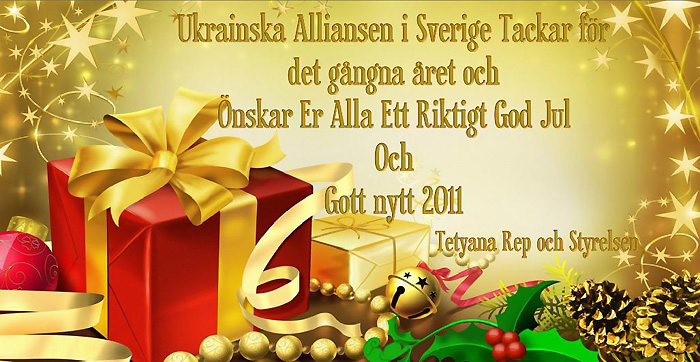 Ukrainska Alliansen i Sverige Tackar för
det gångna året och
Önskar Er Alla Ett Riktigt God Jul
Och
Gott nytt 2011
Tetyana Rep och Styrelsen